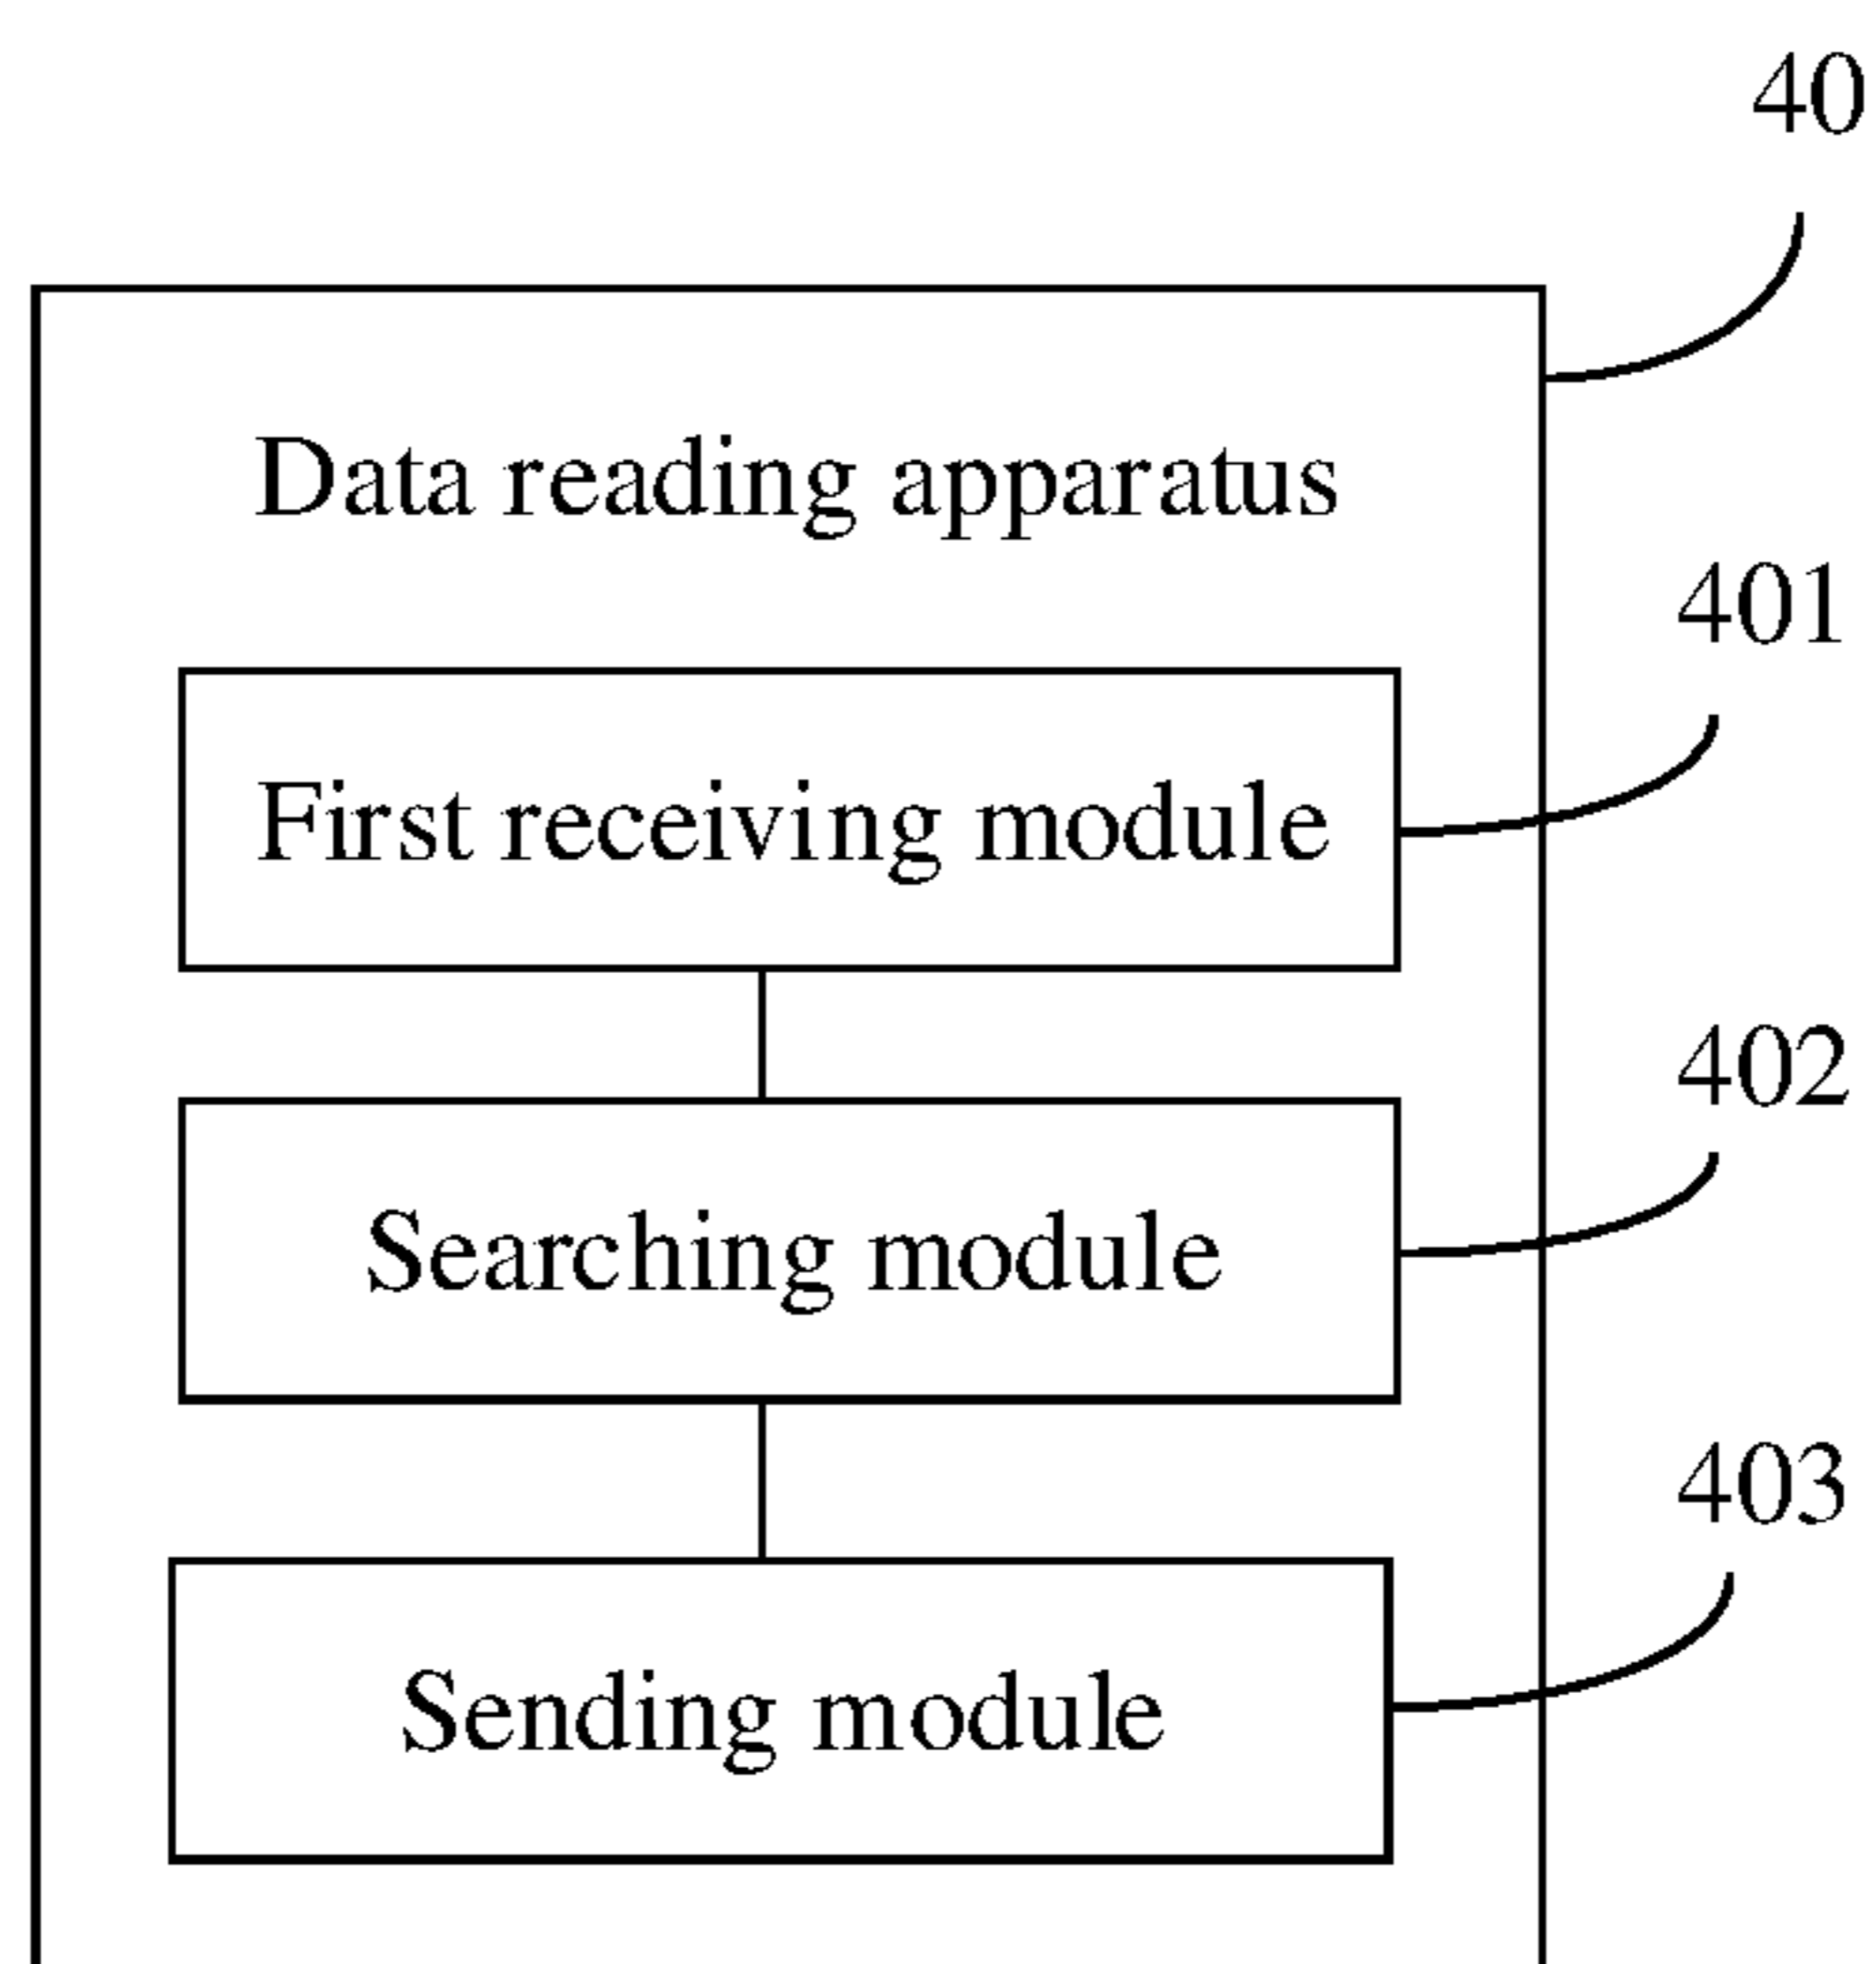 40
Data reading apparatus
401
First receiving module
402
Searching module
403
Sending module